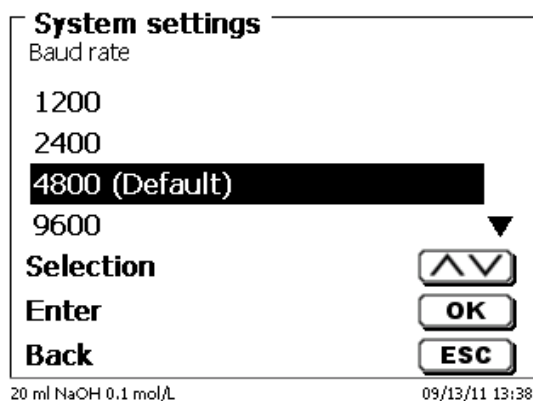 System settings
Baud rate
1200
2400
4800 (Default)
9600
Selection
Enter OK
Back ESC
20 ml NaOH 0.1 mol/L 09/13/11 13:38